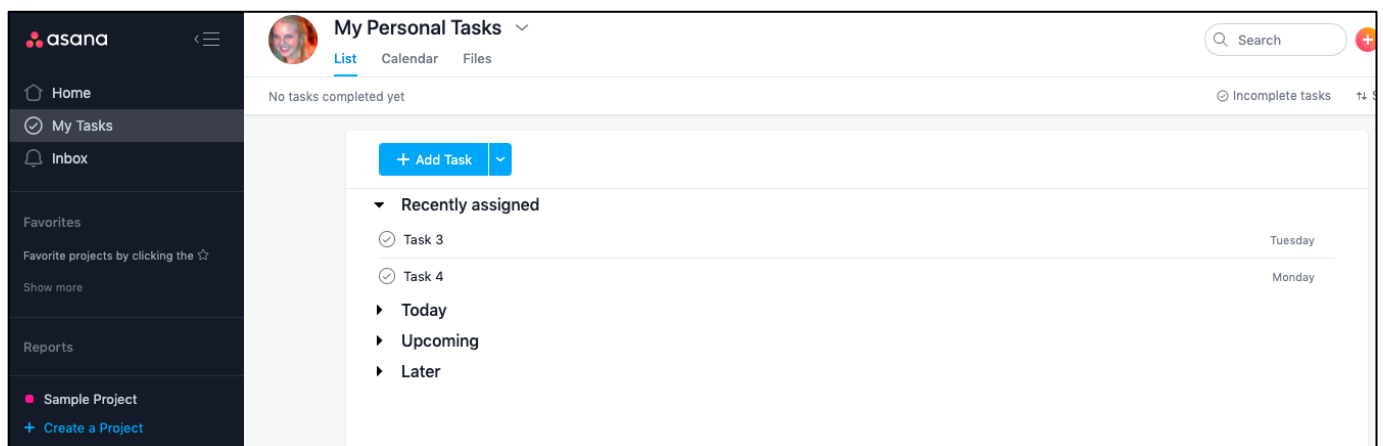 asana
Home
My Tasks
Inbox
Favorites
Favorite projects by clicking the
Show more
Reports
Sample Project
+ Create a Project
My Personal Tasks
List Calendar Files
Search
No tasks completed yet
Incomplete tasks
+ Add Task
Recently assigned
Task 3 Tuesday
Task 4 Monday
Today
Upcoming
Later